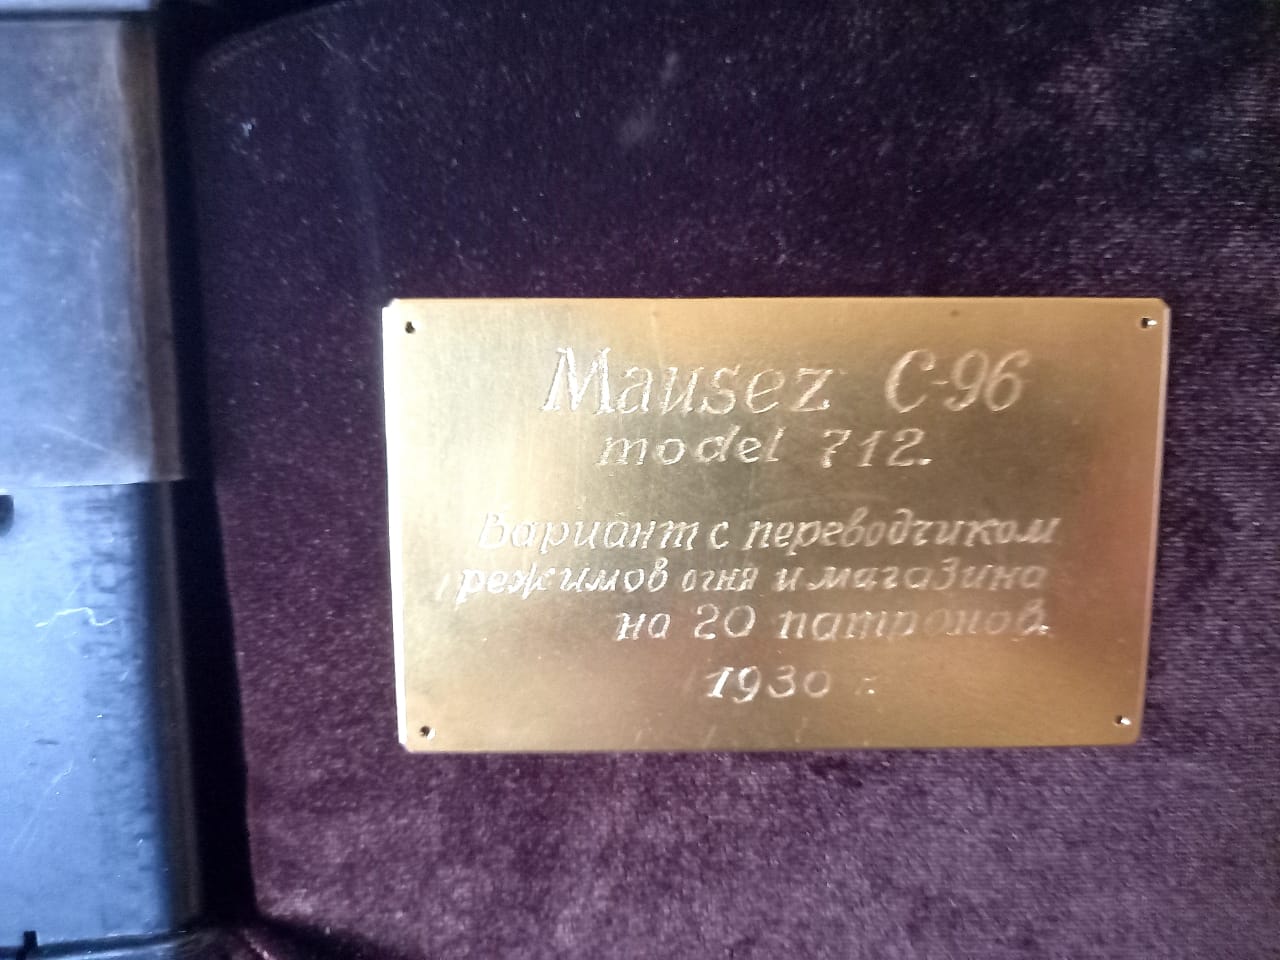 Mausez C-96
model 712.
Вариант с переводчиком
режимов огня и магазина
на 20 патронов.
1930 г.